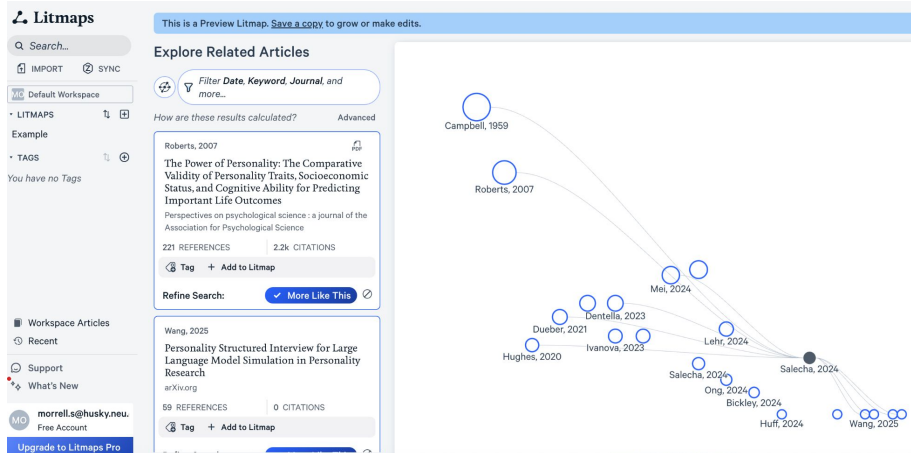 Litmaps
Search...
IMPORT
SYNC
MO Default Workspace
LITMAPS
Example
TAGS
You have no Tags
Workspace Articles
Recent
Support
What's New
MO
morrell.s@husky.neu.
Free Account
Upgrade to Litmaps Pro
This is a Preview Litmap. Save a copy to grow or make edits.
Explore Related Articles
Filter Date, Keyword, Journal, and
more...
How are these results calculated?
Advanced
Roberts, 2007
PDF
The Power of Personality: The Comparative
Validity of Personality Traits, Socioeconomic
Status, and Cognitive Ability for Predicting
Important Life Outcomes
Perspectives on psychological science : a journal of the
Association for Psychological Science
221 REFERENCES
2.2k CITATIONS
Tag
+ Add to Litmap
Refine Search:
More Like This
Wang, 2025
Personality Structured Interview for Large
Language Model Simulation in Personality
Research
arXiv.org
59 REFERENCES
0 CITATIONS
Tag
+ Add to Litmap
Campbell, 1959
Roberts, 2007
Mei, 2024
Dentella, 2023
Dueber, 2021
Lehr, 2024
Ivanova, 2023
Hughes, 2020
Salecha, 2024
Salecha, 2024
Ong, 2024
Bickley, 2024
Huff, 2024
Wang, 2025